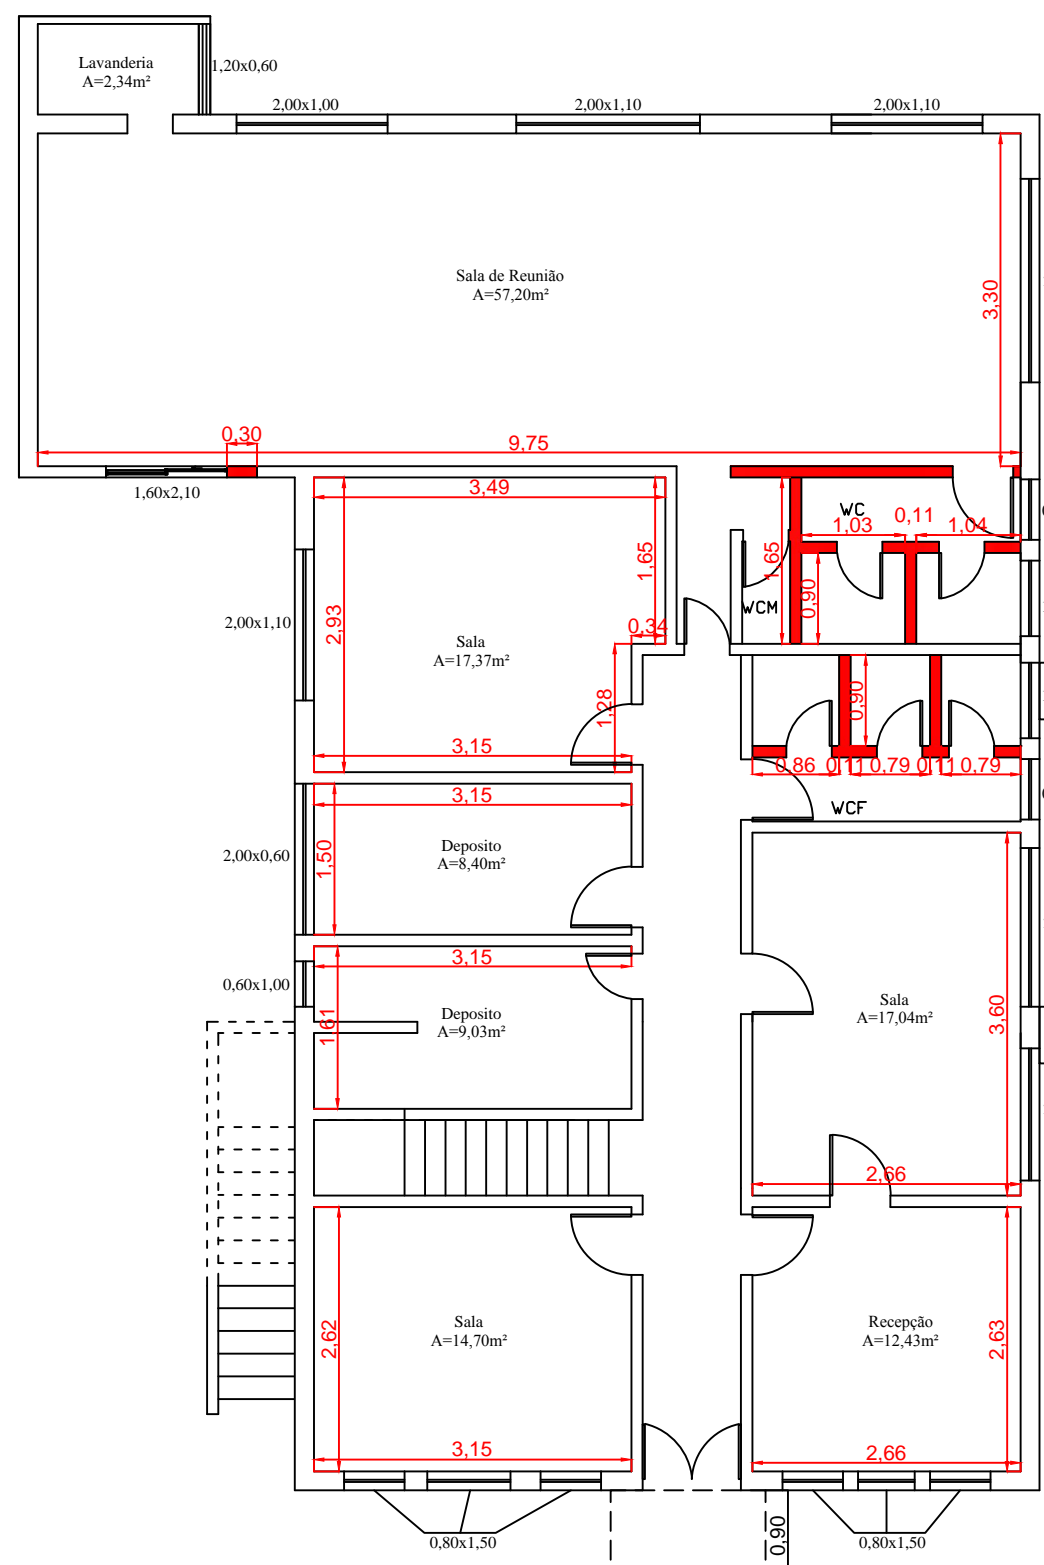 Lavanderia
A=2,34m²
1,20x0,60
2,00x1,00
2,00x1,10
2,00x1,10
Sala de Reunião
A=57,20m²
3,30
0,30
9,75
1,60x2,10
3,49
WC
0,11
1,03
1,04
1,65
1,65
0,90
WCM
2,93
2,00x1,10
0,34
Sala
A=17,37m²
1,28
0,90
3,15
0,86
0,11
0,79
0,11
0,79
3,15
WCF
1,50
2,00x0,60
Deposito
A=8,40m²
3,15
0,60x1,00
1,61
Deposito
A=9,03m²
Sala
A=17,04m²
3,60
2,66
2,62
Sala
A=14,70m²
Recepção
A=12,43m²
2,63
3,15
2,66
0,80x1,50
0,90
0,80x1,50